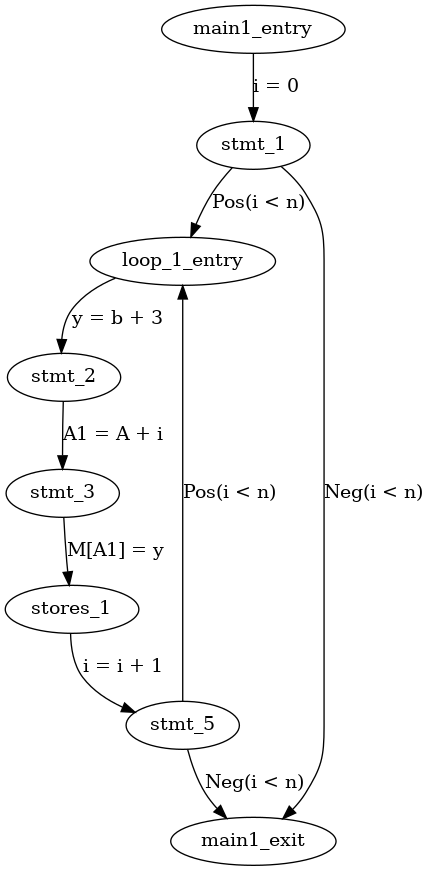 main1_entry
i = 0
stmt_1
Pos(i < n)
loop_1_entry
y = b + 3
stmt_2
A1 = A + i
stmt_3
Pos(i < n)
Neg(i < n)
M[A1] = y
stores_1
i = i + 1
stmt_5
Neg(i < n)
main1_exit